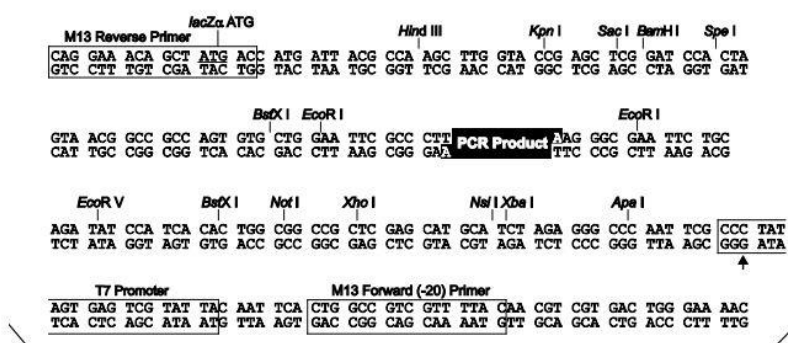 lacZα ATG
M13 Reverse Primer Hind III Kpn I Sac I BamH I Spe I
CAG GAA ACA GCT ATG ACC ATG ATT ACG CCA AGC TTG GTA CCG AGC TCG GAT CCA CTA
GTC CTT TGT CGA TAC TGG TAC TAA TGC GGT TCG AAC CAT GGC TCG AGC CTA GGT GAT
BstX I EcoR I EcoR I
GTA ACG GCC GCC AGT GTG CTG GAA TTC GCC CTT PCR Product AAG GGC GAA TTC TGC
CAT TGC CGG CGG TCA CAC GAC CTT AAG CGG GAA TTC CCG CTT AAG ACG
EcoR V BstX I Not I Xho I Nsi I Xba I Apa I
AGA TAT CCA TCA CAC TGG CGG CCG CTC GAG CAT GCA TCT AGA GGG CCC AAT TCG CCC TAT
TCT ATA GGT AGT GTG ACC GCC GGC GAG CTC GTA CGT AGA TCT CCC GGG TTA AGC GGG ATA
T7 Promoter M13 Forward (-20) Primer
AGT GAG TCG TAT TAC AAT TCA CTG GCC GTC GTT TTA CAA CGT CGT GAC TGG GAA AAC
TCA CTC AGC ATA ATG TTA AGT GAC CGG CAG CAA AAT GTT GCA GCA CTG ACC CTT TTG